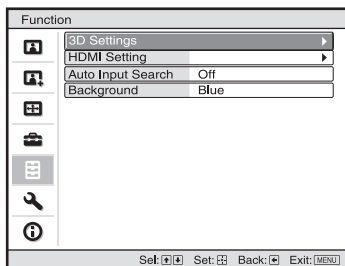 Function
3D Settings
HDMI Setting
Auto Input Search Off
Background Blue
Sel: Set: Back: Exit: MENU